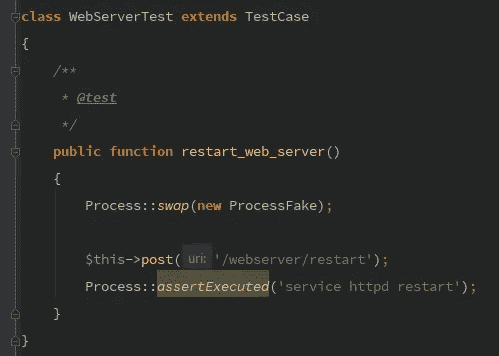 class WebServerTest extends TestCase
{
/**
* @test
*/
public function restart_web_server()
{
Process::swap(new ProcessFake);
$this->post( uri: '/webserver/restart');
Process::assertExecuted('service httpd restart');
}
}